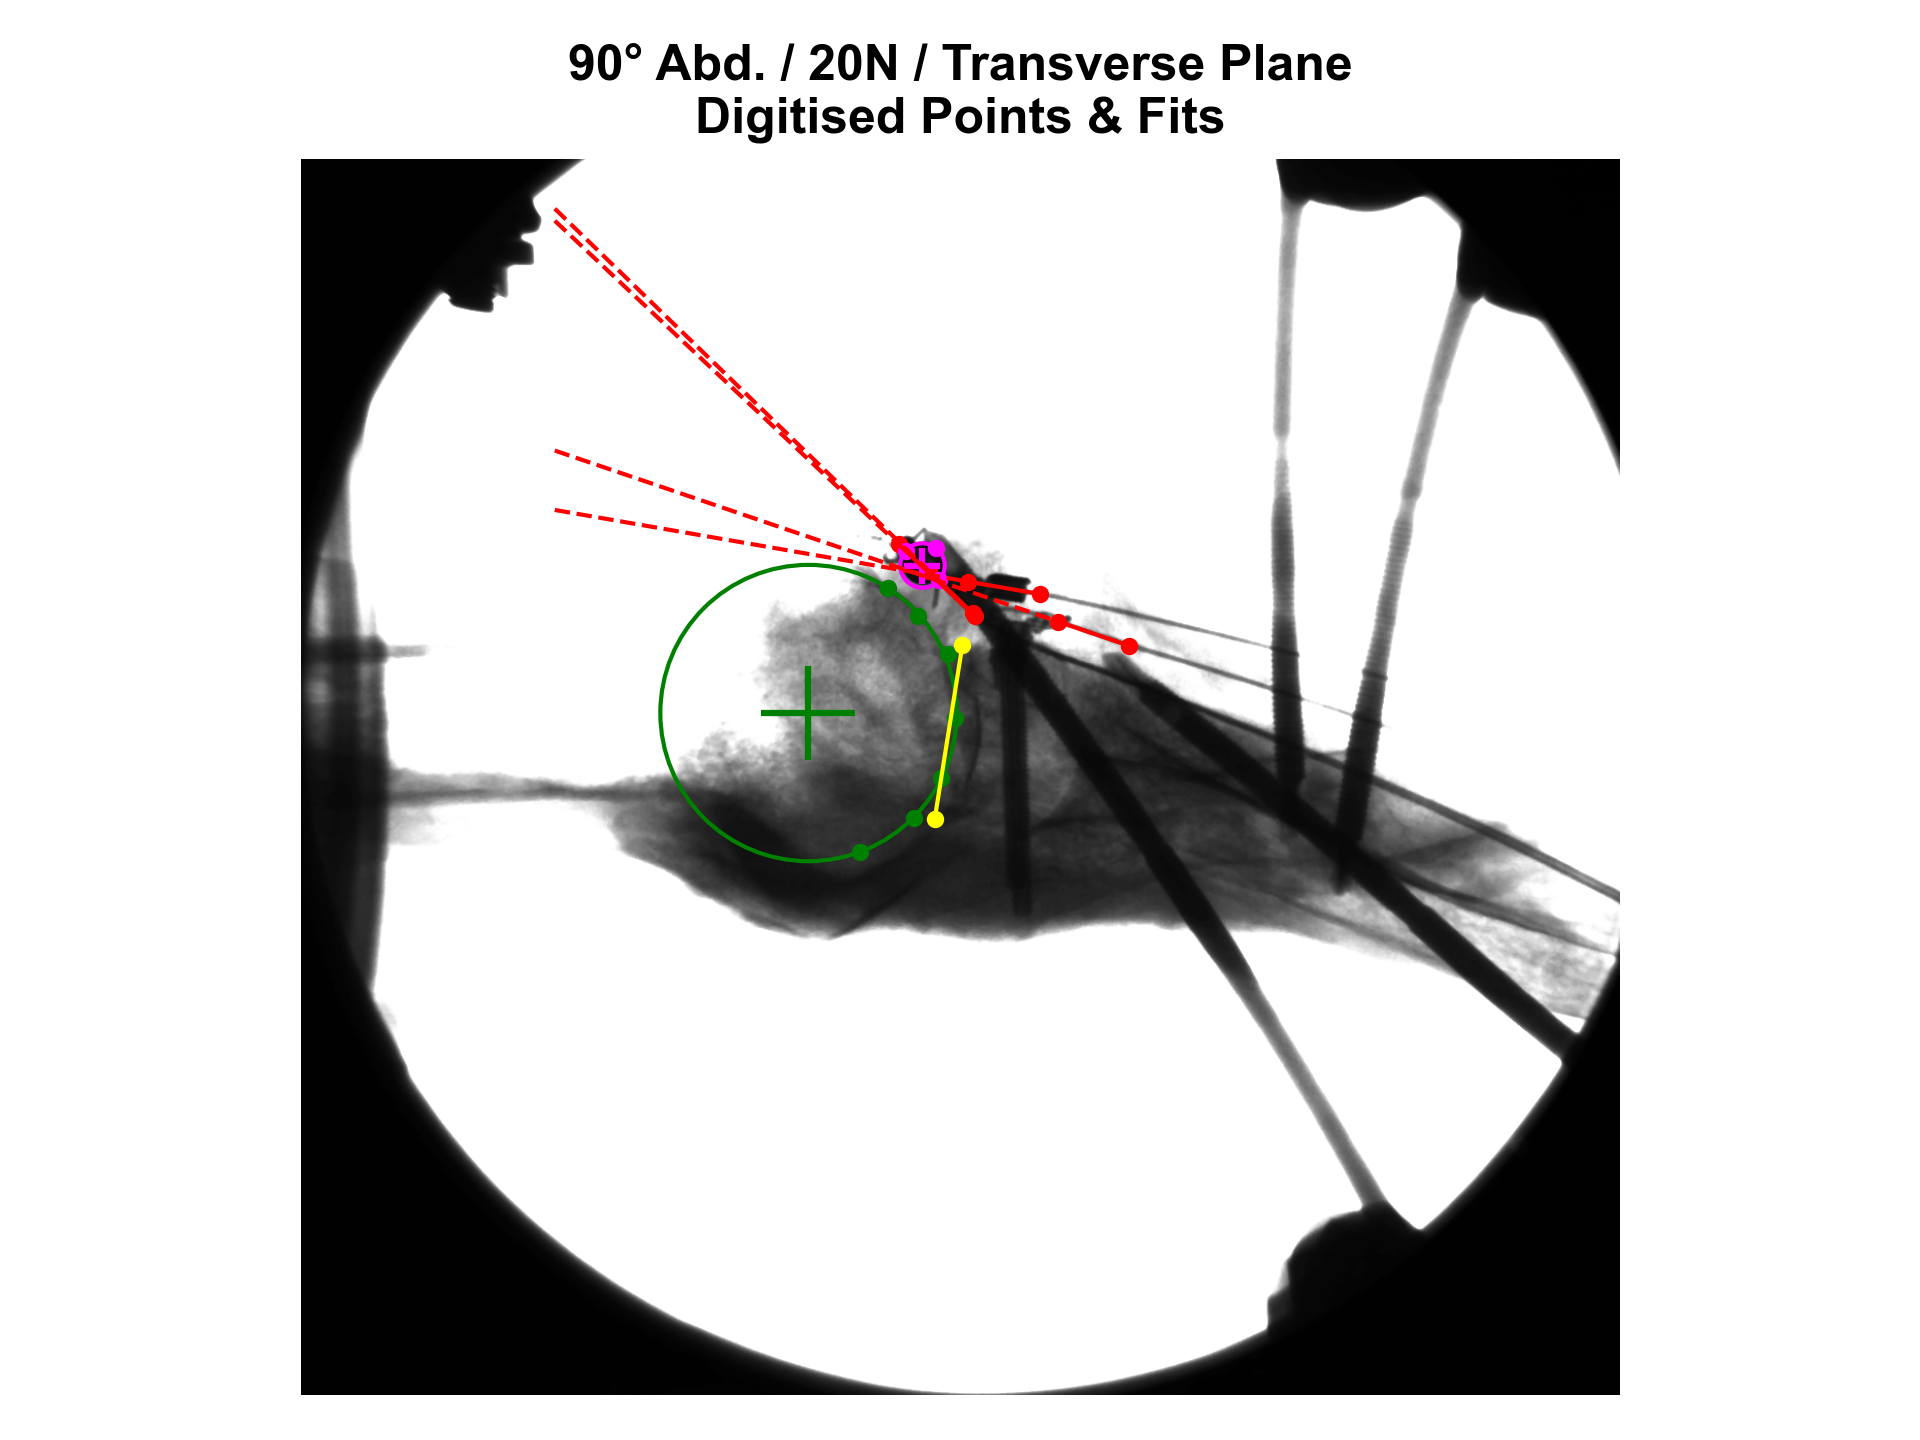 90° Abd. / 20N / Transverse Plane
Digitised Points & Fits